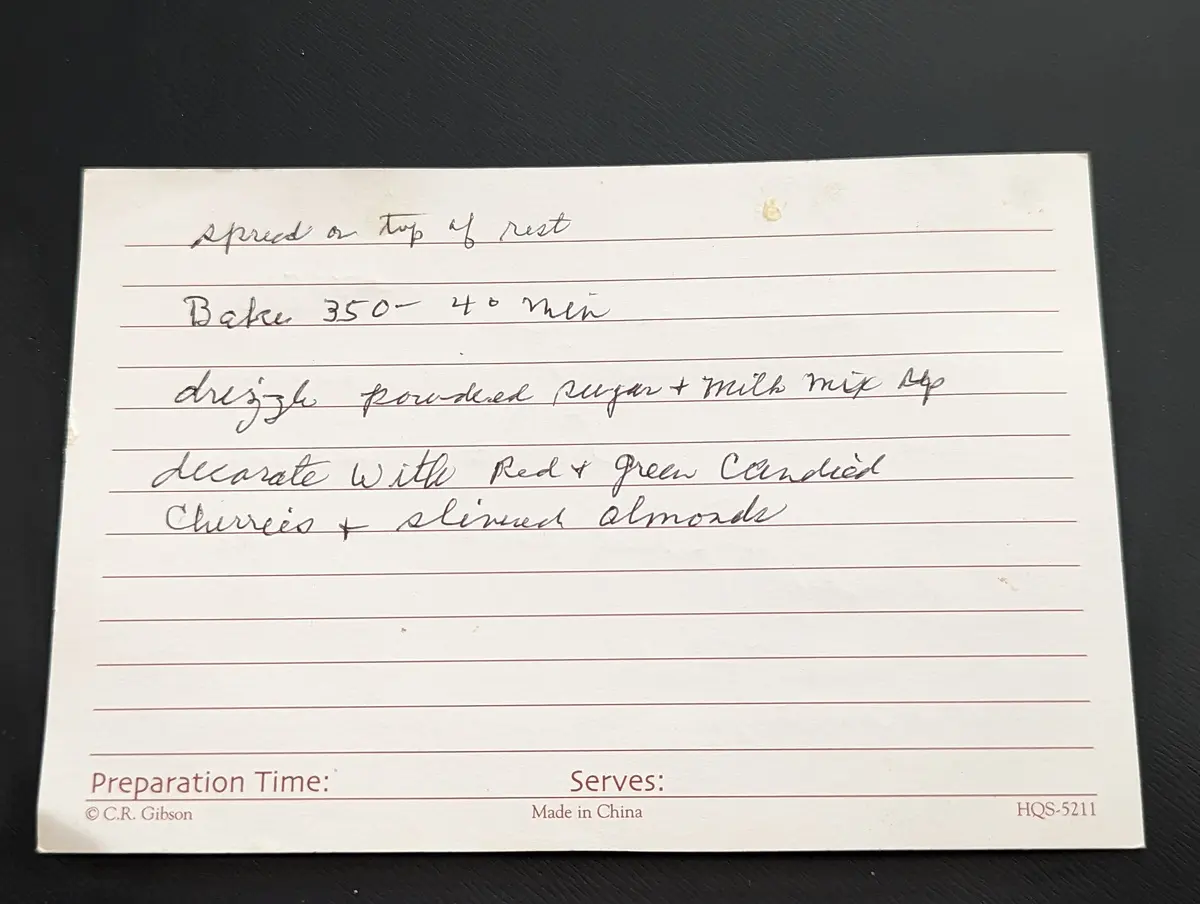 spread on top of rest
Bake 350- 40 min
drizzle powdered sugar + milk mix
decorate with Red + green Candied
Cherries + slivered almonds
Preparation Time: Serves:
© C.R. Gibson Made in China HQS-5211